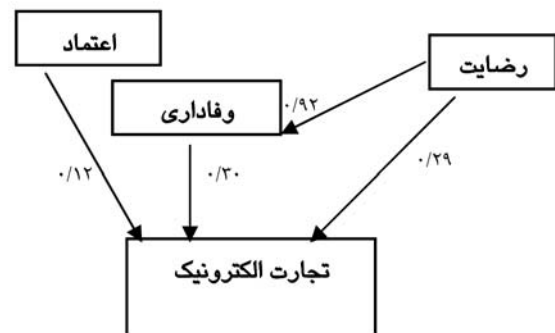 اعتماد
رضایت
وفاداری
۰/۹۲
۰/۱۲
۰/۳۰
۰/۲۹
تجارت الکترونیک